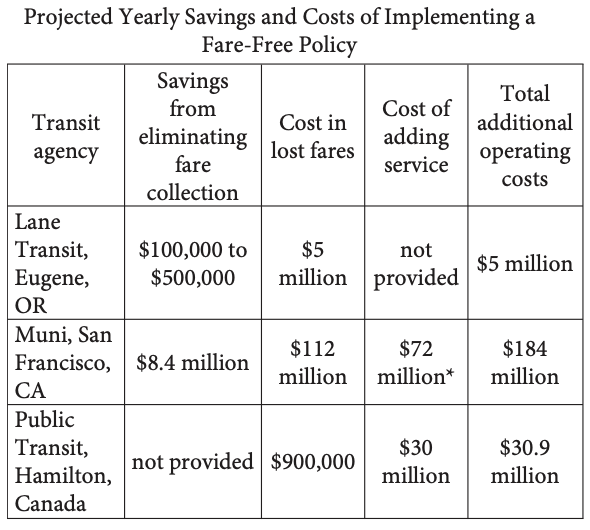 Projected Yearly Savings and Costs of Implementing a
Fare-Free Policy
Transit
agency
Savings
from
eliminating
fare
collection
Cost in
lost fares
Cost of
adding
service
Total
additional
operating
costs
Lane
Transit,
Eugene,
OR
$100,000 to
$500,000
$5
million
not
provided
$5 million
Muni, San
Francisco,
CA
$8.4 million
$112
million
$72
million*
$184
million
Public
Transit,
Hamilton,
Canada
not provided
$900,000
$30
million
$30.9
million